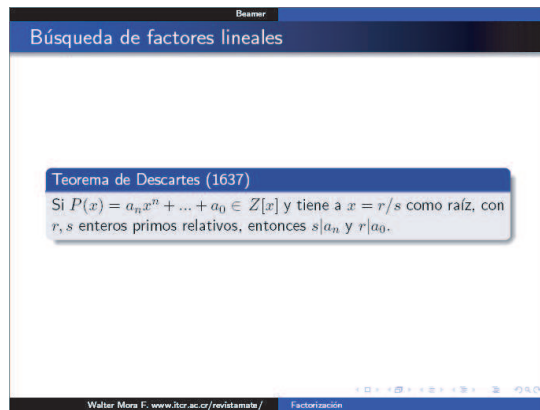 Beamer
Búsqueda de factores lineales
Teorema de Descartes (1637)
Si P(x) = aₙxⁿ + ... + a₀ ∈ Z[x] y tiene a x = r/s como raíz, con
r, s enteros primos relativos, entonces s|aₙ y r|a₀.
Walter Mora F. www.itcr.ac.cr/revistamate/ Factorización